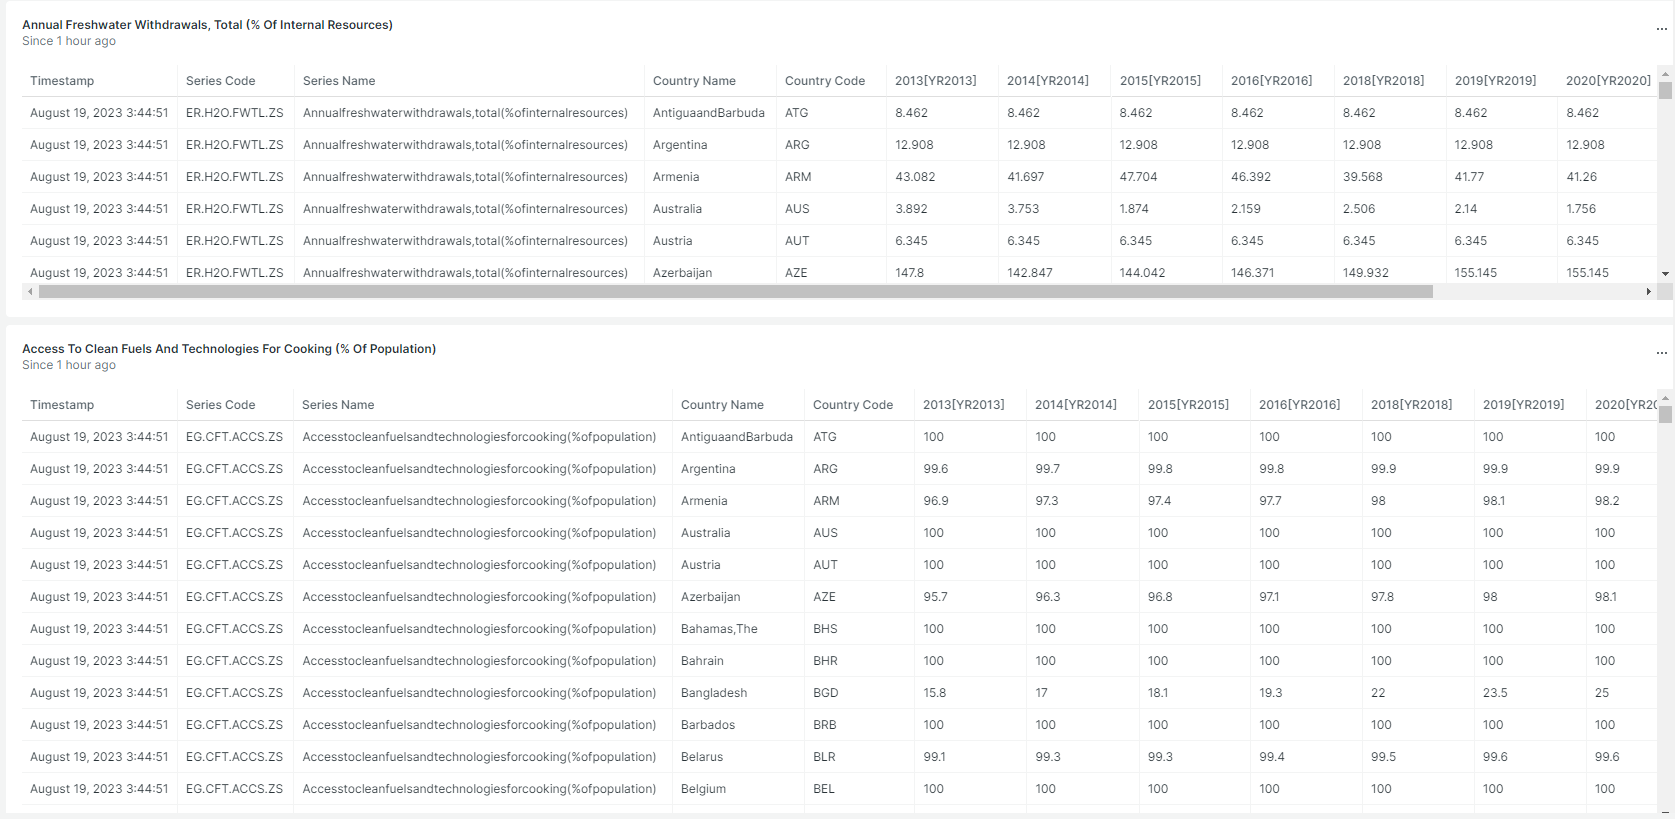 Annual Freshwater Withdrawals, Total (% Of Internal Resources)
Since 1 hour ago
Timestamp Series Code Series Name Country Name Country Code 2013[YR2013] 2014[YR2014] 2015[YR2015] 2016[YR2016] 2018[YR2018] 2019[YR2019] 2020[YR2020]
August 19, 2023 3:44:51 ER.H2O.FWTL.ZS Annualfreshwaterwithdrawals,total(%ofinternalresources) AntiguaandBarbuda ATG 8.462 8.462 8.462 8.462 8.462 8.462 8.462
August 19, 2023 3:44:51 ER.H2O.FWTL.ZS Annualfreshwaterwithdrawals,total(%ofinternalresources) Argentina ARG 12.908 12.908 12.908 12.908 12.908 12.908 12.908
August 19, 2023 3:44:51 ER.H2O.FWTL.ZS Annualfreshwaterwithdrawals,total(%ofinternalresources) Armenia ARM 43.082 41.697 47.704 46.392 39.568 41.77 41.26
August 19, 2023 3:44:51 ER.H2O.FWTL.ZS Annualfreshwaterwithdrawals,total(%ofinternalresources) Australia AUS 3.892 3.753 1.874 2.159 2.506 2.14 1.756
August 19, 2023 3:44:51 ER.H2O.FWTL.ZS Annualfreshwaterwithdrawals,total(%ofinternalresources) Austria AUT 6.345 6.345 6.345 6.345 6.345 6.345 6.345
August 19, 2023 3:44:51 ER.H2O.FWTL.ZS Annualfreshwaterwithdrawals,total(%ofinternalresources) Azerbaijan AZE 147.8 142.847 144.042 146.371 149.932 155.145 155.145
Access To Clean Fuels And Technologies For Cooking (% Of Population)
Since 1 hour ago
Timestamp Series Code Series Name Country Name Country Code 2013[YR2013] 2014[YR2014] 2015[YR2015] 2016[YR2016] 2018[YR2018] 2019[YR2019] 2020[YR20
August 19, 2023 3:44:51 EG.CFT.ACCS.ZS Accesstocleanfuelsandtechnologiesforcooking(%ofpopulation) AntiguaandBarbuda ATG 100 100 100 100 100 100 100
August 19, 2023 3:44:51 EG.CFT.ACCS.ZS Accesstocleanfuelsandtechnologiesforcooking(%ofpopulation) Argentina ARG 99.6 99.7 99.8 99.8 99.9 99.9 99.9
August 19, 2023 3:44:51 EG.CFT.ACCS.ZS Accesstocleanfuelsandtechnologiesforcooking(%ofpopulation) Armenia ARM 96.9 97.3 97.4 97.7 98 98.1 98.2
August 19, 2023 3:44:51 EG.CFT.ACCS.ZS Accesstocleanfuelsandtechnologiesforcooking(%ofpopulation) Australia AUS 100 100 100 100 100 100 100
August 19, 2023 3:44:51 EG.CFT.ACCS.ZS Accesstocleanfuelsandtechnologiesforcooking(%ofpopulation) Austria AUT 100 100 100 100 100 100 100
August 19, 2023 3:44:51 EG.CFT.ACCS.ZS Accesstocleanfuelsandtechnologiesforcooking(%ofpopulation) Azerbaijan AZE 95.7 96.3 96.8 97.1 97.8 98 98.1
August 19, 2023 3:44:51 EG.CFT.ACCS.ZS Accesstocleanfuelsandtechnologiesforcooking(%ofpopulation) Bahamas,The BHS 100 100 100 100 100 100 100
August 19, 2023 3:44:51 EG.CFT.ACCS.ZS Accesstocleanfuelsandtechnologiesforcooking(%ofpopulation) Bahrain BHR 100 100 100 100 100 100 100
August 19, 2023 3:44:51 EG.CFT.ACCS.ZS Accesstocleanfuelsandtechnologiesforcooking(%ofpopulation) Bangladesh BGD 15.8 17 18.1 19.3 22 23.5 25
August 19, 2023 3:44:51 EG.CFT.ACCS.ZS Accesstocleanfuelsandtechnologiesforcooking(%ofpopulation) Barbados BRB 100 100 100 100 100 100 100
August 19, 2023 3:44:51 EG.CFT.ACCS.ZS Accesstocleanfuelsandtechnologiesforcooking(%ofpopulation) Belarus BLR 99.1 99.3 99.3 99.4 99.5 99.6 99.6
August 19, 2023 3:44:51 EG.CFT.ACCS.ZS Accesstocleanfuelsandtechnologiesforcooking(%ofpopulation) Belgium BEL 100 100 100 100 100 100 100